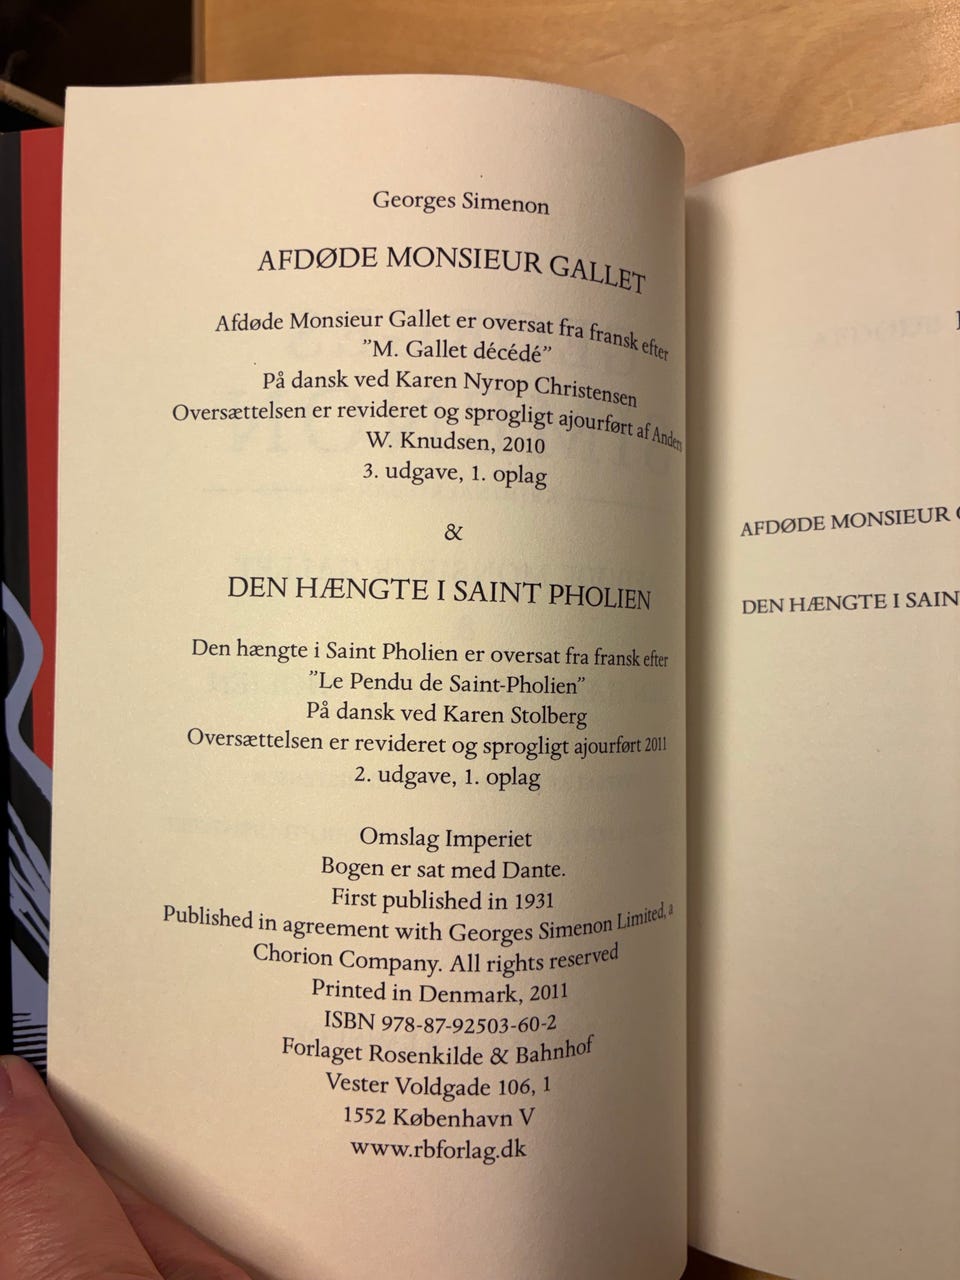 Georges Simenon
AFDØDE MONSIEUR GALLET
Afdøde Monsieur Gallet er oversat fra fransk efter
”M. Gallet décédé”
På dansk ved Karen Nyrop Christensen
Oversættelsen er revideret og sprogligt ajourført af Anders
W. Knudsen, 2010
3. udgave, 1. oplag
&
DEN HÆNGTE I SAINT PHOLIEN
Den hængte i Saint Pholien er oversat fra fransk efter
”Le Pendu de Saint-Pholien”
På dansk ved Karen Stolberg
Oversættelsen er revideret og sprogligt ajourført 2011
2. udgave, 1. oplag
Omslag Imperiet
Bogen er sat med Dante.
First published in 1931
Published in agreement with Georges Simenon Limited, a
Chorion Company. All rights reserved
Printed in Denmark, 2011
ISBN 978-87-92503-60-2
Forlaget Rosenkilde & Bahnhof
Vester Voldgade 106, 1
1552 København V
www.rbforlag.dk
AFDØDE MONSIEUR
DEN HÆNGTE I SAIN